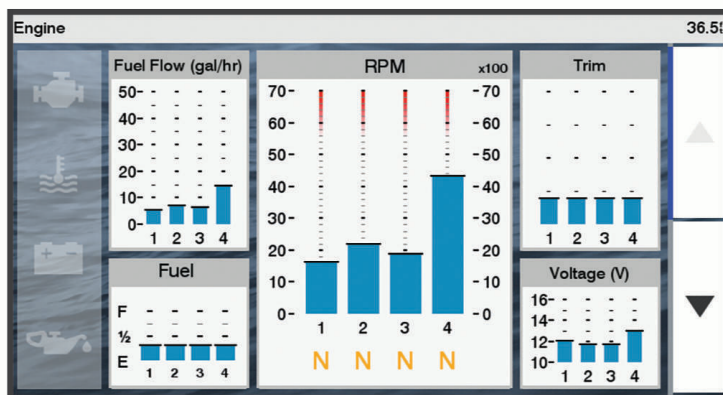 Engine
36.5
Fuel Flow (gal/hr)
50-
40-
30-
20-
10-
0-
1 2 3 4
Fuel
F
½
E
1 2 3 4
RPM
x100
70- -70
60- -60
50- -50
40- -40
30- -30
20- -20
10- -10
0- -0
1 2 3 4
N N N N
Trim
1 2 3 4
Voltage (V)
16-
14-
12-
10-
1 2 3 4